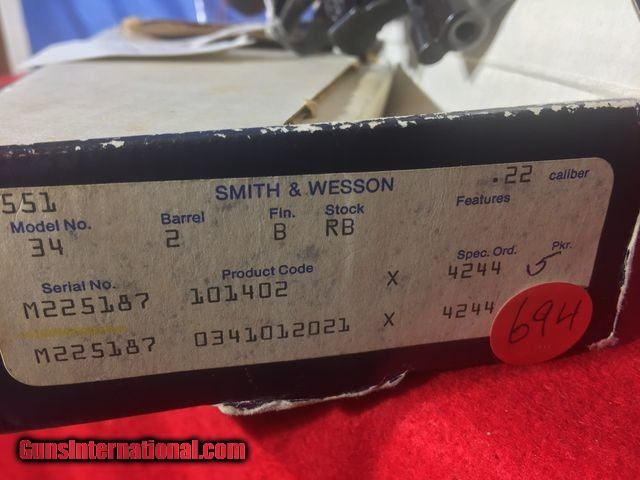 551 SMITH & WESSON .22 caliber
Model No. Barrel Fin. Stock Features
34 2 B RB
Serial No. Product Code Spec. Ord. Pkr.
M225187 101402 X 4244 5
M225187 0341012021 X 4244
694
GunsInternational.com